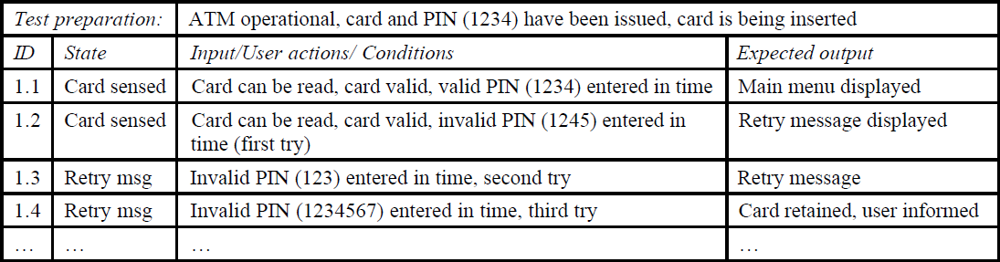 Test preparation: ATM operational, card and PIN (1234) have been issued, card is being inserted
ID State Input/User actions/ Conditions Expected output
1.1 Card sensed Card can be read, card valid, valid PIN (1234) entered in time Main menu displayed
1.2 Card sensed Card can be read, card valid, invalid PIN (1245) entered in Retry message displayed
time (first try)
1.3 Retry msg Invalid PIN (123) entered in time, second try Retry message
1.4 Retry msg Invalid PIN (1234567) entered in time, third try Card retained, user informed
… … … …